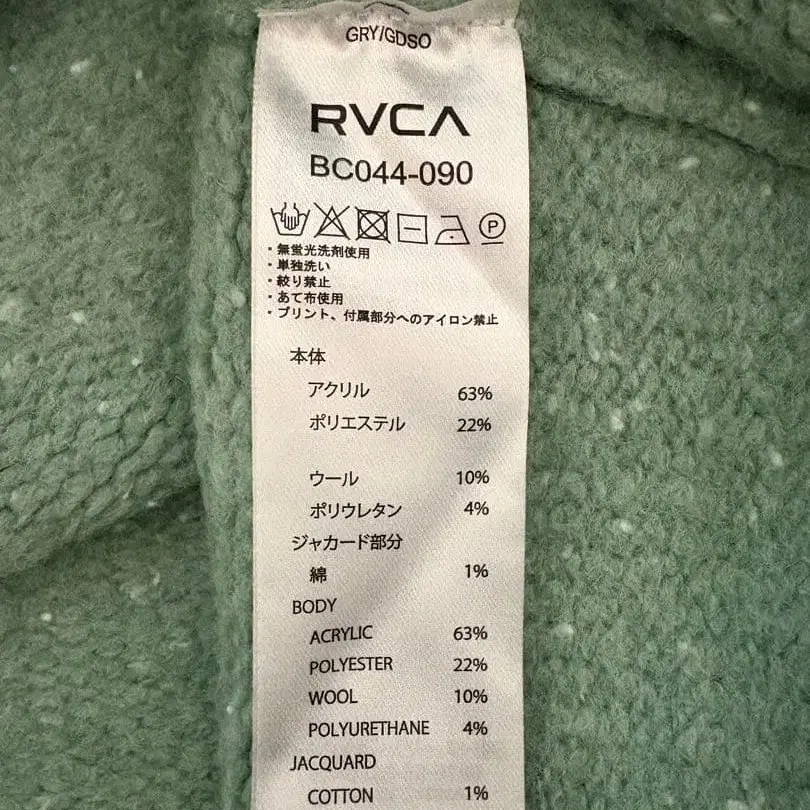 GRY/GDSO
RVCA
BC044-090
P
・無蛍光洗剤使用
・単独洗い
・絞り禁止
・あて布使用
・プリント、付属部分へのアイロン禁止
本体
アクリル 63%
ポリエステル 22%
ウール 10%
ポリウレタン 4%
ジャカード部分
綿 1%
BODY
ACRYLIC 63%
POLYESTER 22%
WOOL 10%
POLYURETHANE 4%
JACQUARD
COTTON 1%